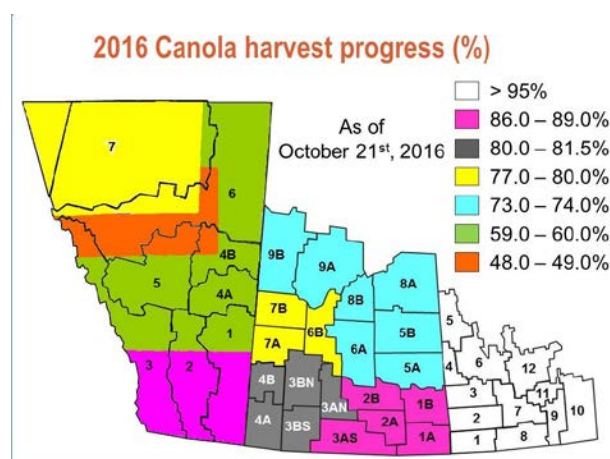 2016 Canola harvest progress (%)
As of
October 21st, 2016
> 95%
86.0 – 89.0%
80.0 – 81.5%
77.0 – 80.0%
73.0 – 74.0%
59.0 – 60.0%
48.0 – 49.0%
7
6
5
4B
4A
1
3
2
9B
9A
8B
8A
7B
6B
7A
6A
5B
5A
4B
3BN
3AN
4A
3BS
3AS
2B
1B
2A
1A
5
4
6
12
3
11
2
7
9
10
1
8